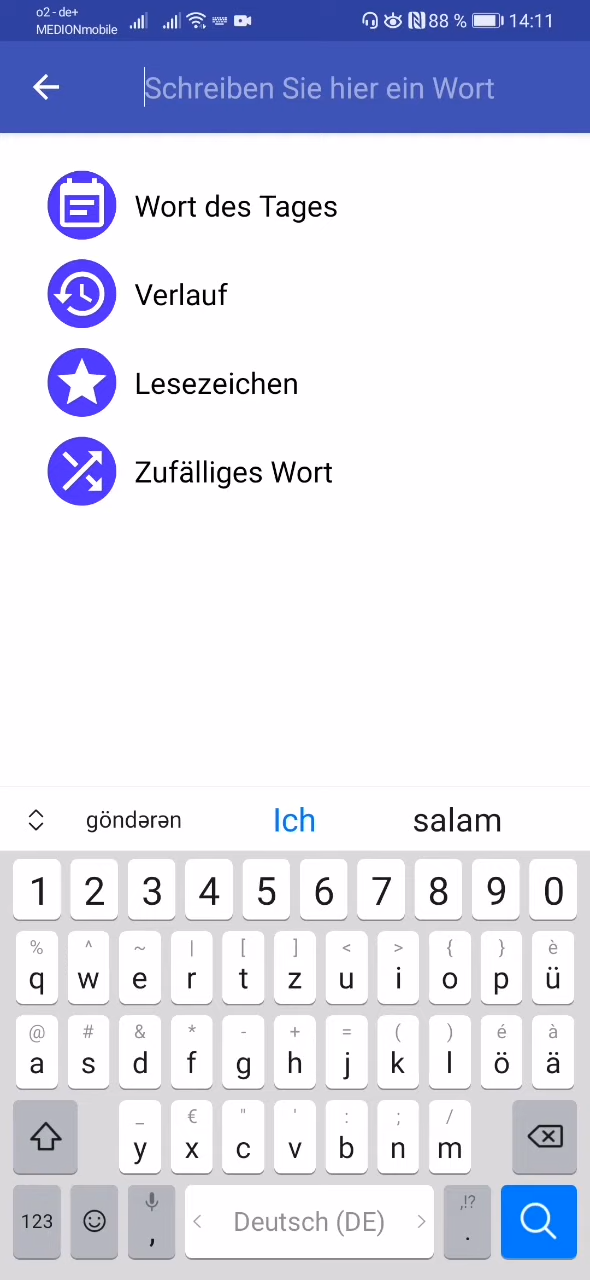 o2 - de+
MEDIONmobile
88 % 14:11
Schreiben Sie hier ein Wort
Wort des Tages
Verlauf
Lesezeichen
Zufälliges Wort
göndərən Ich salam
1 2 3 4 5 6 7 8 9 0
% ^ ~ | [ ] < > { } è
q w e r t z u i o p ü
@ # & * - + = ( ) é à
a s d f g h j k l ö ä
_ € " ' : ; /
y x c v b n m
,!?
123 , < Deutsch (DE) > .